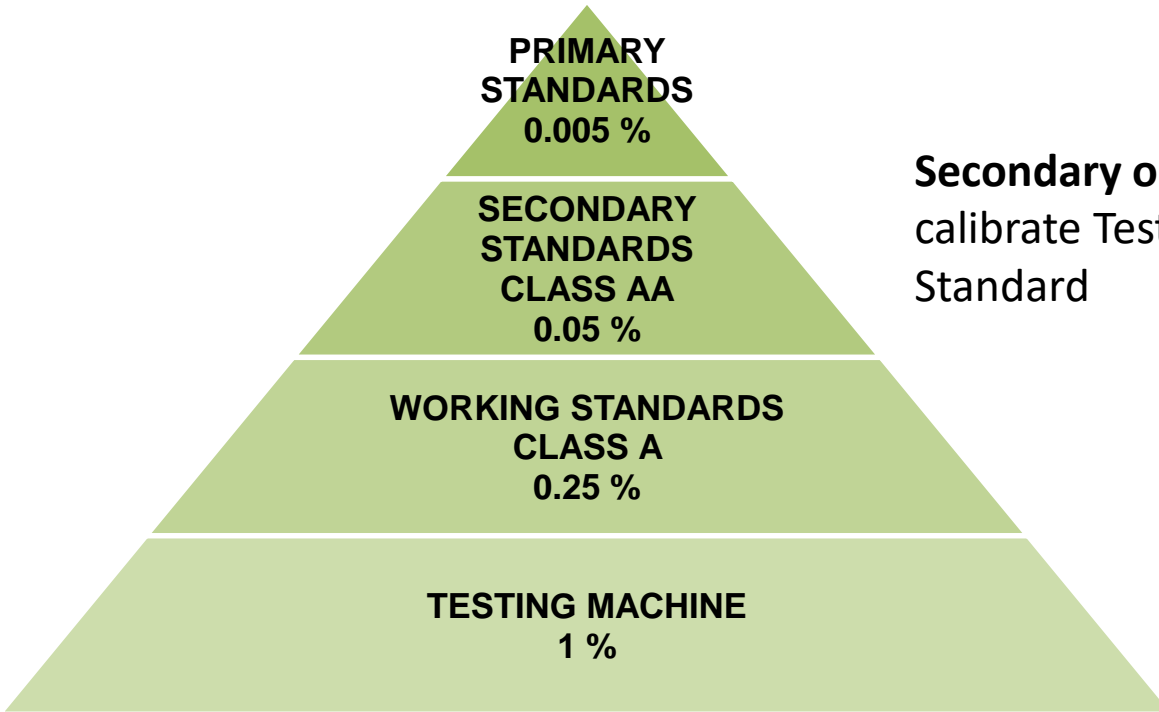 PRIMARY
STANDARDS
0.005 %
SECONDARY
STANDARDS
CLASS AA
0.05 %
WORKING STANDARDS
CLASS A
0.25 %
TESTING MACHINE
1 %
Secondary
calibrate
Standard